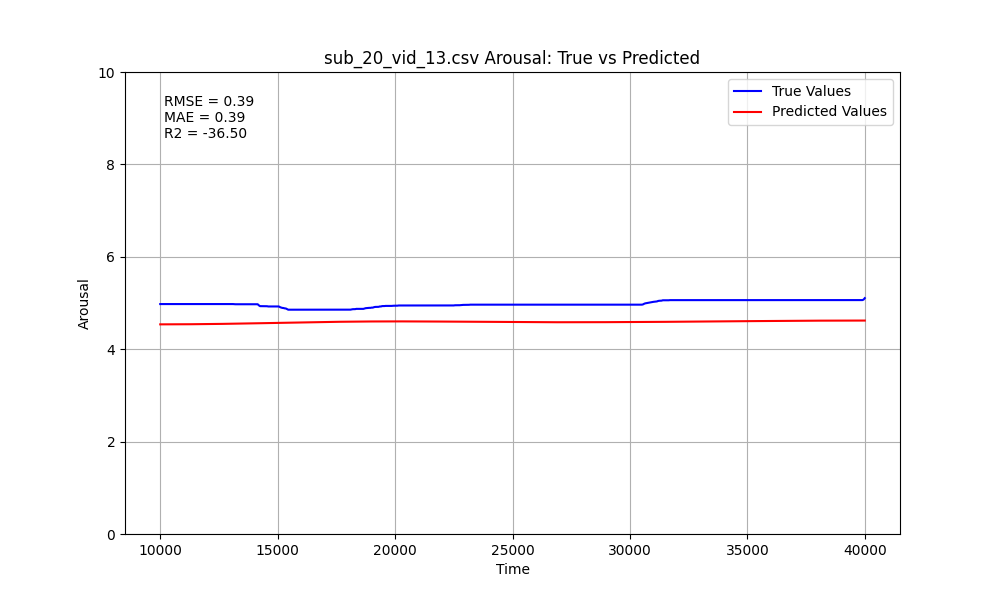 sub_20_vid_13.csv Arousal: True vs Predicted
RMSE = 0.39
MAE = 0.39
R2 = -36.50
True Values
Predicted Values
10
8
6
4
2
0
Arousal
10000 15000 20000 25000 30000 35000 40000
Time